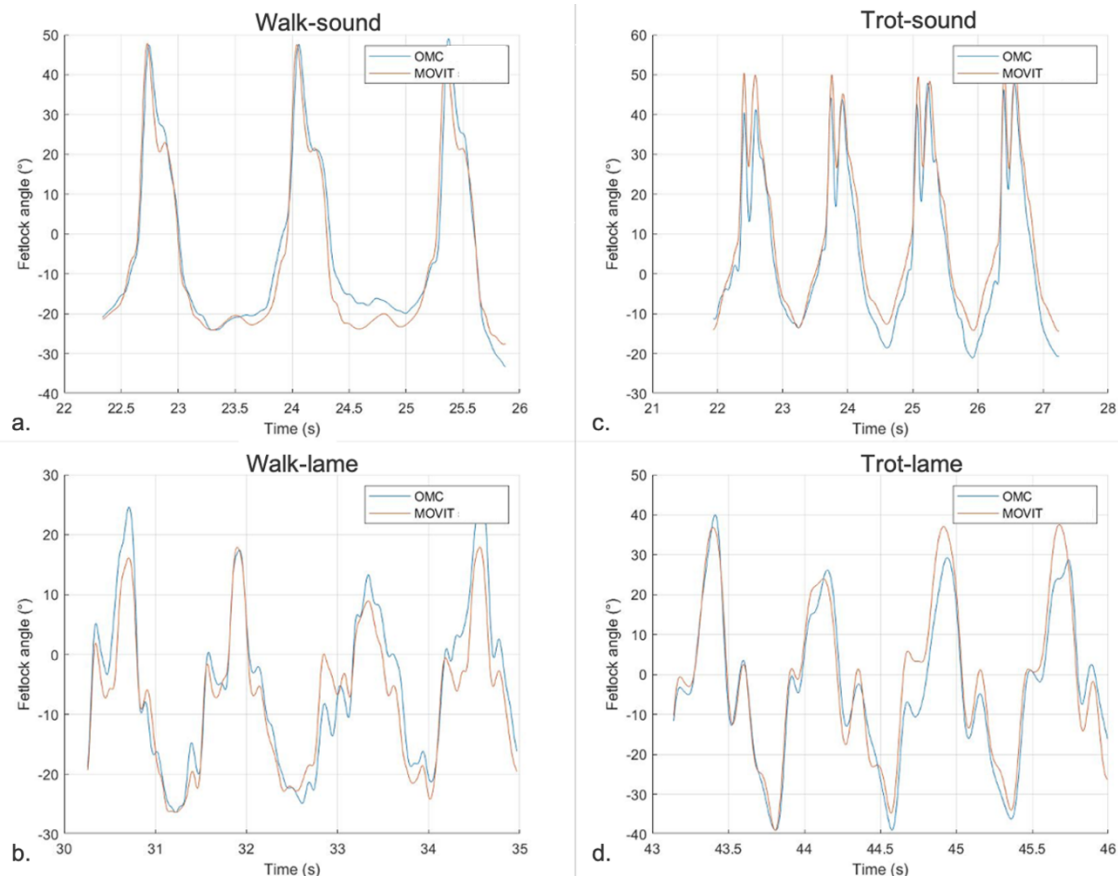 Walk-sound
50
40
30
20
10
0
-10
-20
-30
-40
Fetlock angle (°)
OMC
MOVIT
22 22.5 23 23.5 24 24.5 25 25.5 26
Time (s)
a.
Trot-sound
60
50
40
30
20
10
0
-10
-20
-30
Fetlock angle (°)
OMC
MOVIT
21 22 23 24 25 26 27 28
Time (s)
c.
Walk-lame
30
20
10
0
-10
-20
-30
Fetlock angle (°)
OMC
MOVIT
30 31 32 33 34 35
Time (s)
b.
Trot-lame
50
40
30
20
10
0
-10
-20
-30
-40
Fetlock angle (°)
OMC
MOVIT
43 43.5 44 44.5 45 45.5 46
Time (s)
d.